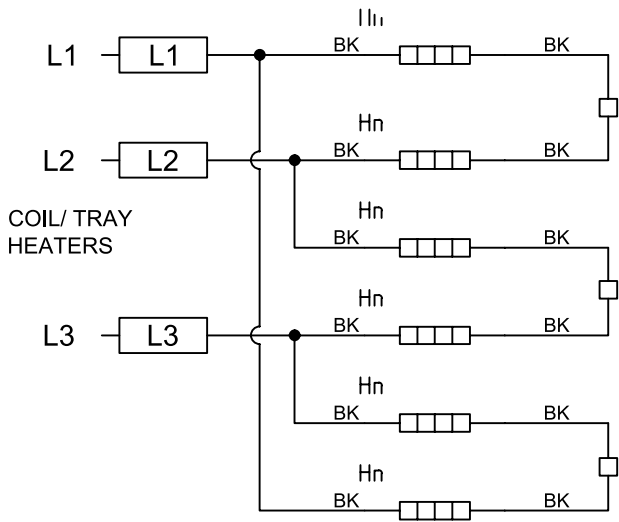 BK BK
L1 L1
Hn
L2 L2 BK BK
Hn
COIL/ TRAY
HEATERS
BK BK
Hn
L3 L3 BK BK
Hn
BK BK
Hn
BK BK